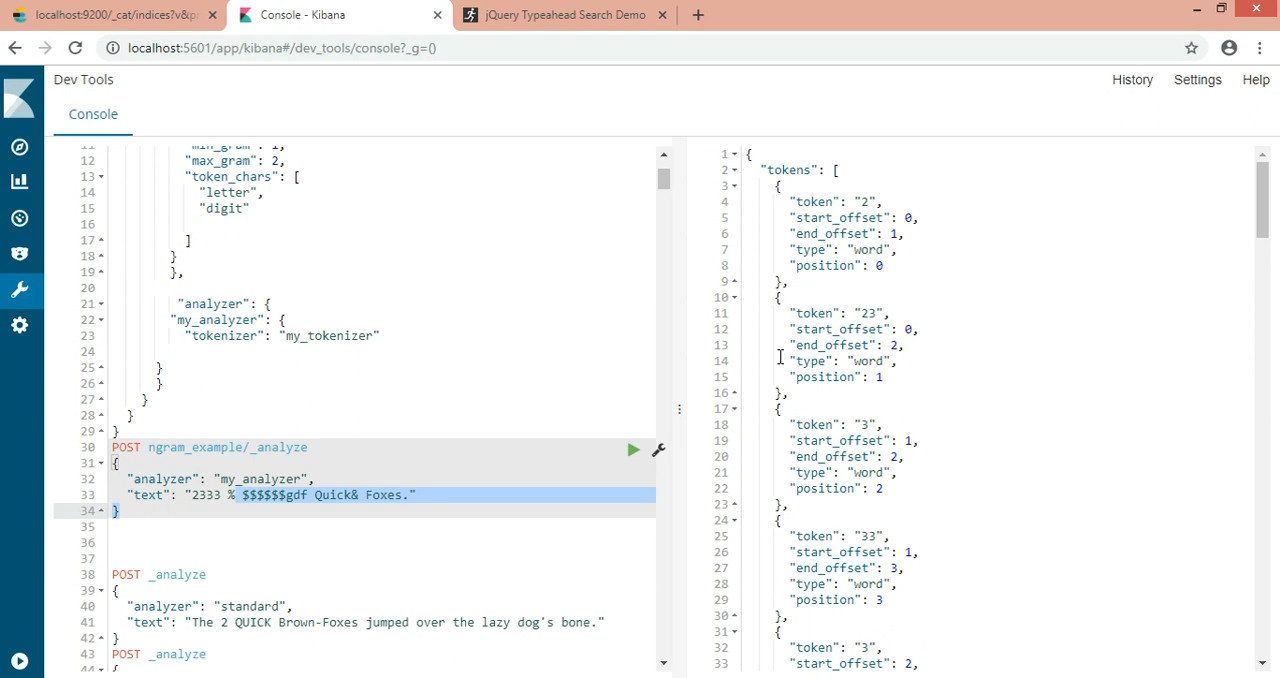 localhost:9200/_cat/indices?v&p
Console - Kibana
jQuery Typeahead Search Demo
localhost:5601/app/kibana#/dev_tools/console?_g=()
Dev Tools
History
Settings
Help
Console
11 "min_gram": 1,
12 "max_gram": 2,
13 "token_chars": [
14 "letter",
15 "digit"
16
17 ]
18 }
19 },
20
21 "analyzer": {
22 "my_analyzer": {
23 "tokenizer": "my_tokenizer"
24
25 }
26 }
27 }
28 }
29 }
30 POST ngram_example/_analyze
31 {
32 "analyzer": "my_analyzer",
33 "text": "2333 % $$$$$$gdf Quick& Foxes."
34 }
35
36
37
38 POST _analyze
39 {
40 "analyzer": "standard",
41 "text": "The 2 QUICK Brown-Foxes jumped over the lazy dog's bone."
42 }
43 POST _analyze
44 {
1 {
2 "tokens": [
3 {
4 "token": "2",
5 "start_offset": 0,
6 "end_offset": 1,
7 "type": "word",
8 "position": 0
9 },
10 {
11 "token": "23",
12 "start_offset": 0,
13 "end_offset": 2,
14 "type": "word",
15 "position": 1
16 },
17 {
18 "token": "3",
19 "start_offset": 1,
20 "end_offset": 2,
21 "type": "word",
22 "position": 2
23 },
24 {
25 "token": "33",
26 "start_offset": 1,
27 "end_offset": 3,
28 "type": "word",
29 "position": 3
30 },
31 {
32 "token": "3",
33 "start_offset": 2,